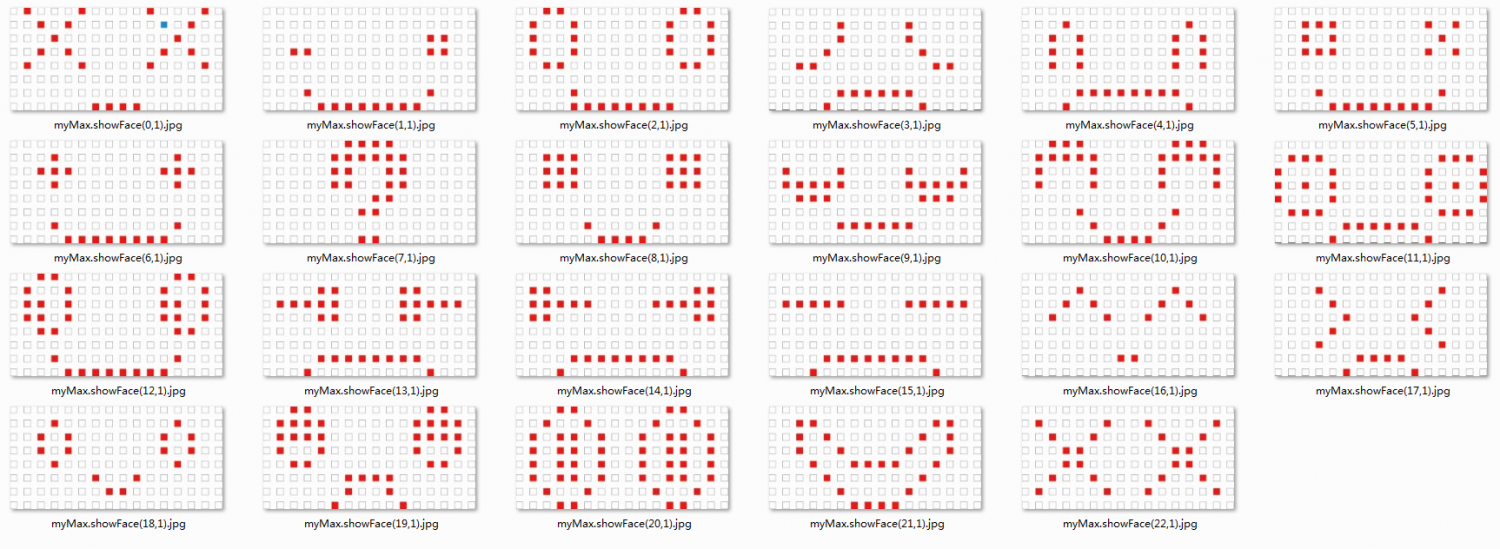 myMax.showFace(0,1).jpg
myMax.showFace(1,1).jpg
myMax.showFace(2,1).jpg
myMax.showFace(3,1).jpg
myMax.showFace(4,1).jpg
myMax.showFace(5,1).jpg
myMax.showFace(6,1).jpg
myMax.showFace(7,1).jpg
myMax.showFace(8,1).jpg
myMax.showFace(9,1).jpg
myMax.showFace(10,1).jpg
myMax.showFace(11,1).jpg
myMax.showFace(12,1).jpg
myMax.showFace(13,1).jpg
myMax.showFace(14,1).jpg
myMax.showFace(15,1).jpg
myMax.showFace(16,1).jpg
myMax.showFace(17,1).jpg
myMax.showFace(18,1).jpg
myMax.showFace(19,1).jpg
myMax.showFace(20,1).jpg
myMax.showFace(21,1).jpg
myMax.showFace(22,1).jpg